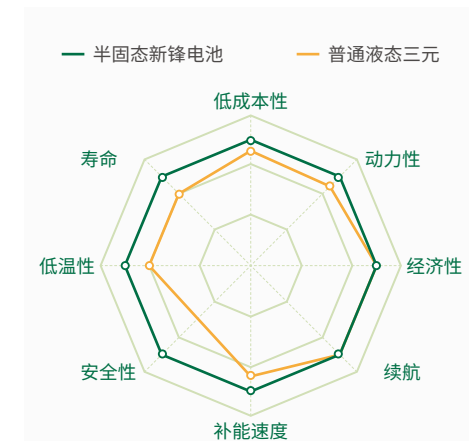 半固态新锋电池 普通液态三元
低成本性
寿命 动力性
低温性 经济性
安全性 续航
补能速度